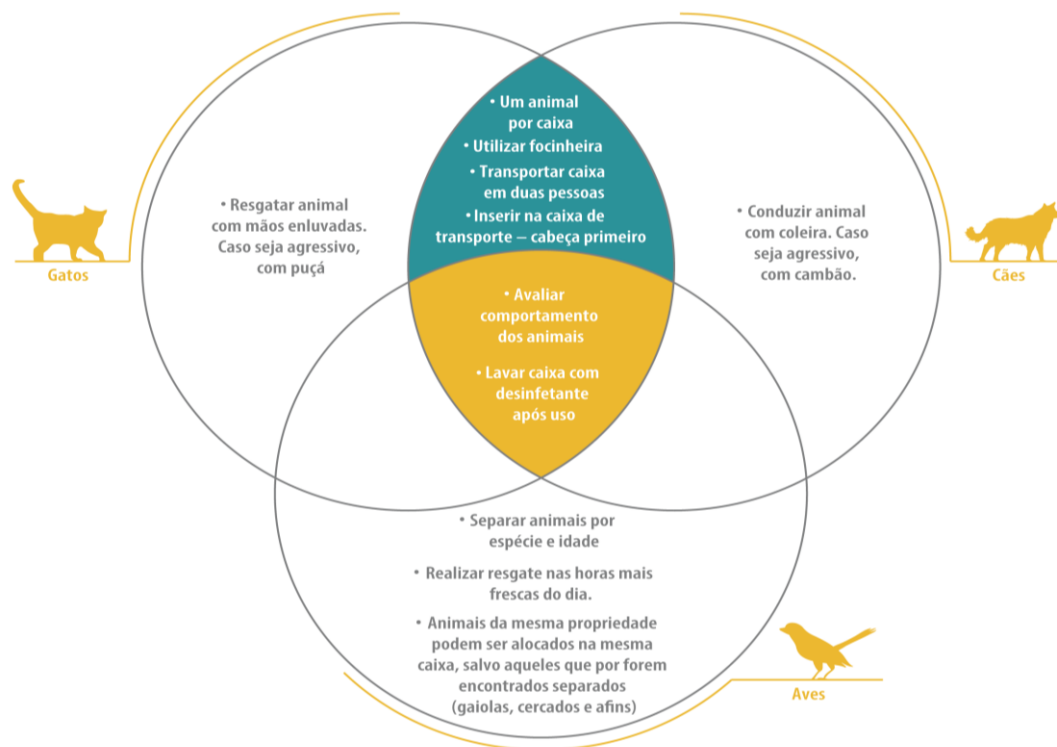 • Um animal
por caixa
• Utilizar focinheira
• Transportar caixa
em duas pessoas
• Inserir na caixa de
transporte – cabeça primeiro
• Resgatar animal
com mãos enluvadas.
Caso seja agressivo,
com puçá
Gatos
• Conduzir animal
com coleira. Caso
seja agressivo,
com cambão.
Cães
• Avaliar
comportamento
dos animais
• Lavar caixa com
desinfetante
após uso
• Separar animais por
espécie e idade
• Realizar resgate nas horas mais
frescas do dia.
• Animais da mesma propriedade
podem ser alocados na mesma
caixa, salvo aqueles que por forem
encontrados separados
(gaiolas, cercados e afins)
Aves